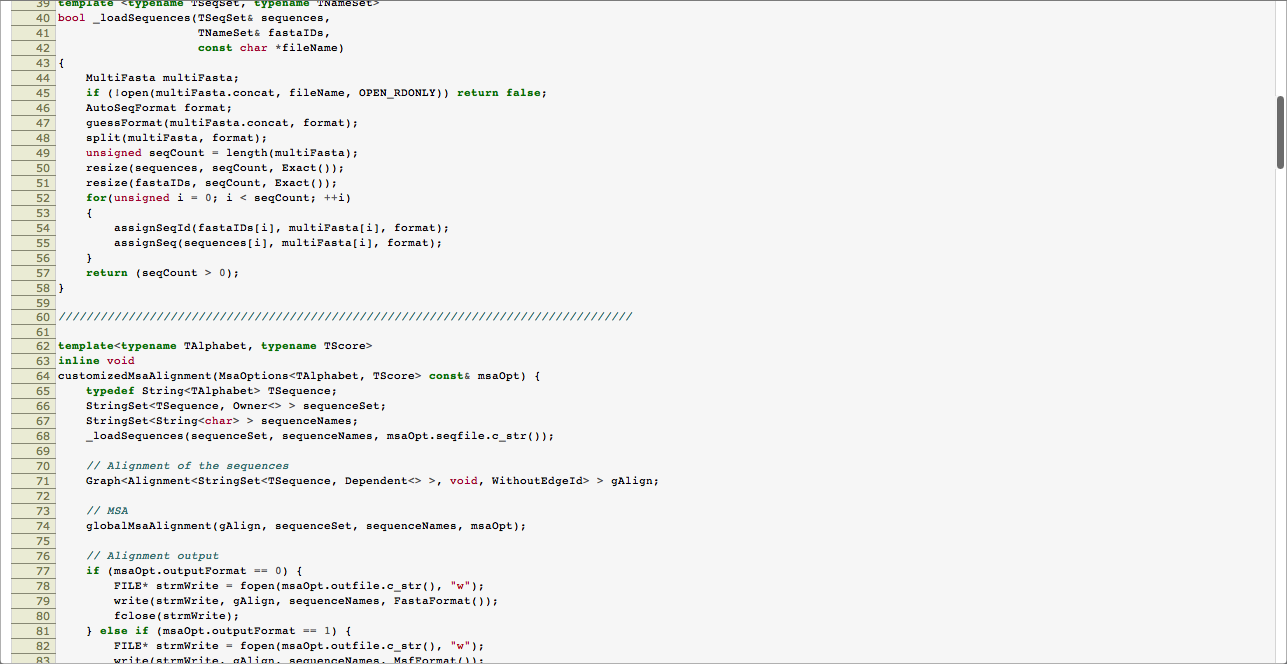 39 template <typename TSeqSet, typename TNameSet>
40 bool _loadSequences(TSeqSet& sequences,
41                     TNameSet& fastaIDs,
42                     const char *fileName)
43 {
44     MultiFasta multiFasta;
45     if (!open(multiFasta.concat, fileName, OPEN_RDONLY)) return false;
46     AutoSeqFormat format;
47     guessFormat(multiFasta.concat, format);
48     split(multiFasta, format);
49     unsigned seqCount = length(multiFasta);
50     resize(sequences, seqCount, Exact());
51     resize(fastaIDs, seqCount, Exact());
52     for(unsigned i = 0; i < seqCount; ++i)
53     {
54         assignSeqId(fastaIDs[i], multiFasta[i], format);
55         assignSeq(sequences[i], multiFasta[i], format);
56     }
57     return (seqCount > 0);
58 }
59
60 //////////////////////////////////////////////////////////////////////////////////
61
62 template<typename TAlphabet, typename TScore>
63 inline void
64 customizedMsaAlignment(MsaOptions<TAlphabet, TScore> const& msaOpt) {
65     typedef String<TAlphabet> TSequence;
66     StringSet<TSequence, Owner<> > sequenceSet;
67     StringSet<String<char> > sequenceNames;
68     _loadSequences(sequenceSet, sequenceNames, msaOpt.seqfile.c_str());
69
70     // Alignment of the sequences
71     Graph<Alignment<StringSet<TSequence, Dependent<> >, void, WithoutEdgeId> > gAlign;
72
73     // MSA
74     globalMsaAlignment(gAlign, sequenceSet, sequenceNames, msaOpt);
75
76     // Alignment output
77     if (msaOpt.outputFormat == 0) {
78         FILE* strmWrite = fopen(msaOpt.outfile.c_str(), "w");
79         write(strmWrite, gAlign, sequenceNames, FastaFormat());
80         fclose(strmWrite);
81     } else if (msaOpt.outputFormat == 1) {
82         FILE* strmWrite = fopen(msaOpt.outfile.c_str(), "w");
83         write(strmWrite, gAlign, sequenceNames, MsfFormat());